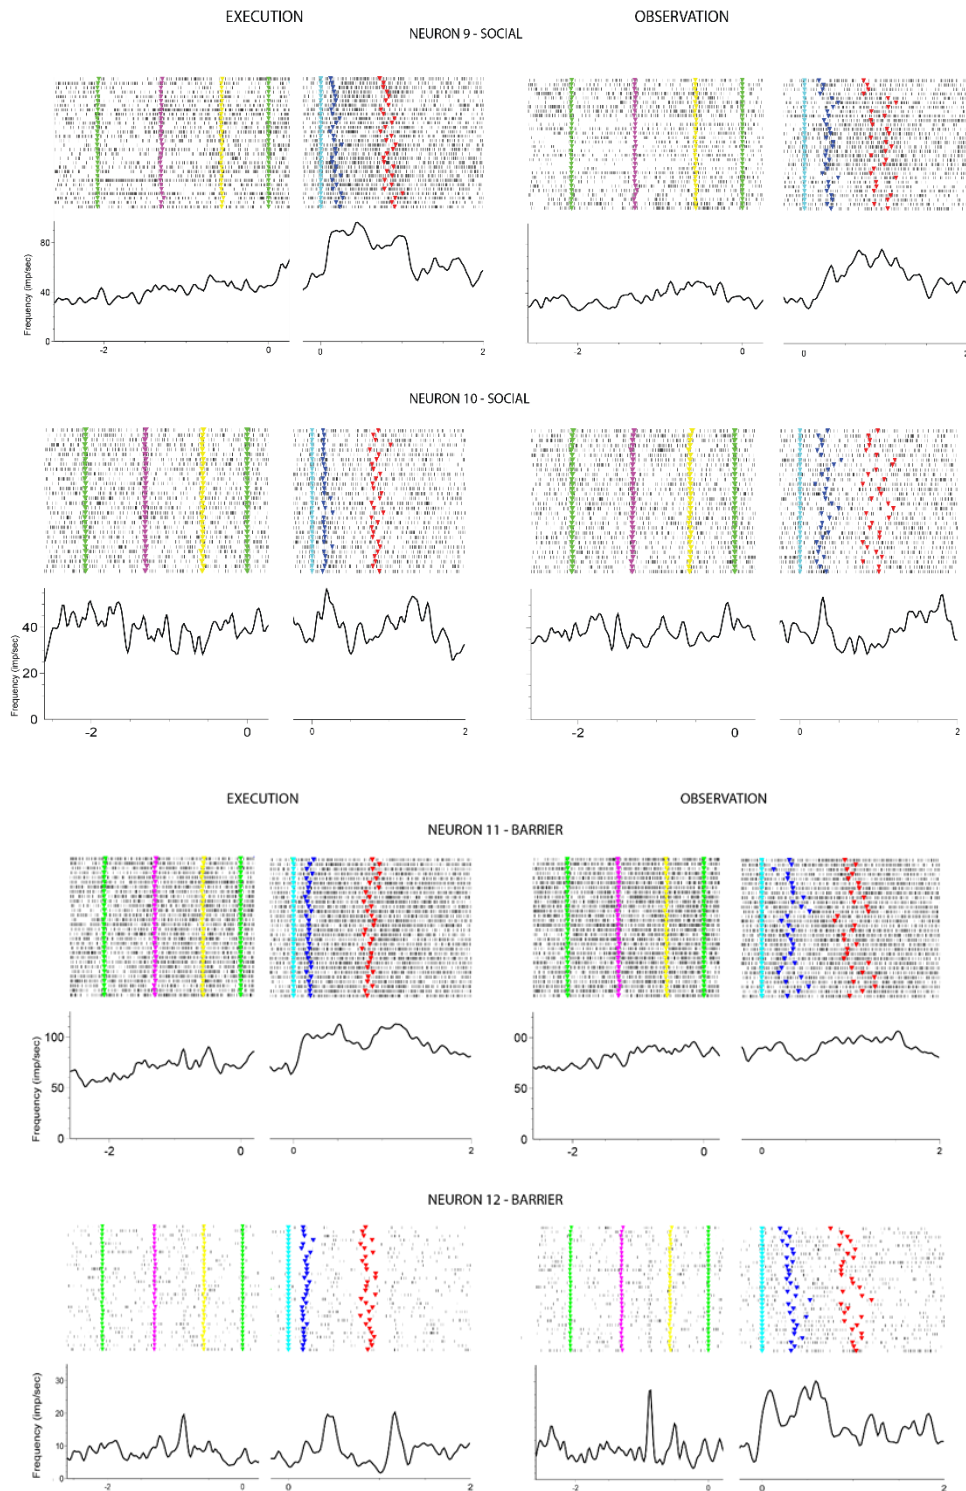 EXECUTION OBSERVATION
NEURON 9 - SOCIAL
Frequency (imp/sec)
80
40
0
-2 0 0 2 -2 0 0 2
NEURON 10 - SOCIAL
Frequency (imp/sec)
40
20
0
-2 0 0 2 -2 0 0 2
EXECUTION OBSERVATION
NEURON 11 - BARRIER
Frequency (imp/sec)
100 00
50 50
0 0
-2 0 0 2 -2 0 0 2
NEURON 12 - BARRIER
Frequency (imp/sec)
30
20
10
0
-2 0 0 2 -2 0 0 2